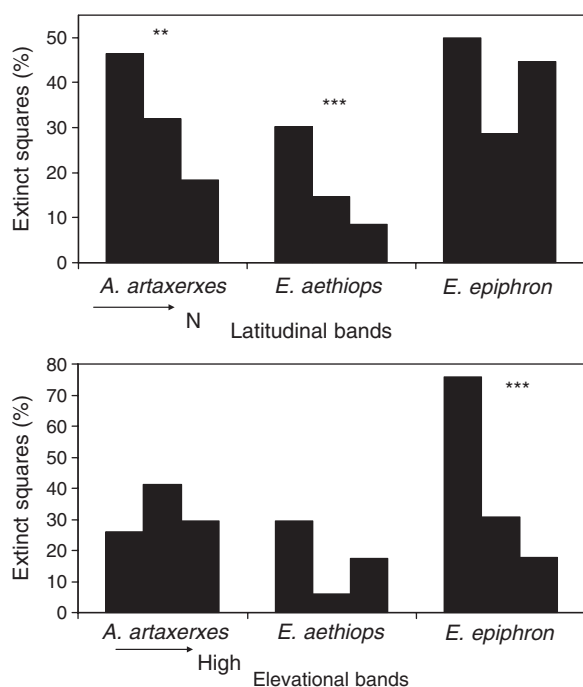 Extinct squares (%)
50
40
30
20
10
0
**
***
A. artaxerxes
E. aethiops
E. epiphron
N
Latitudinal bands
Extinct squares (%)
80
70
60
50
40
30
20
10
0
***
A. artaxerxes
E. aethiops
E. epiphron
High
Elevational bands